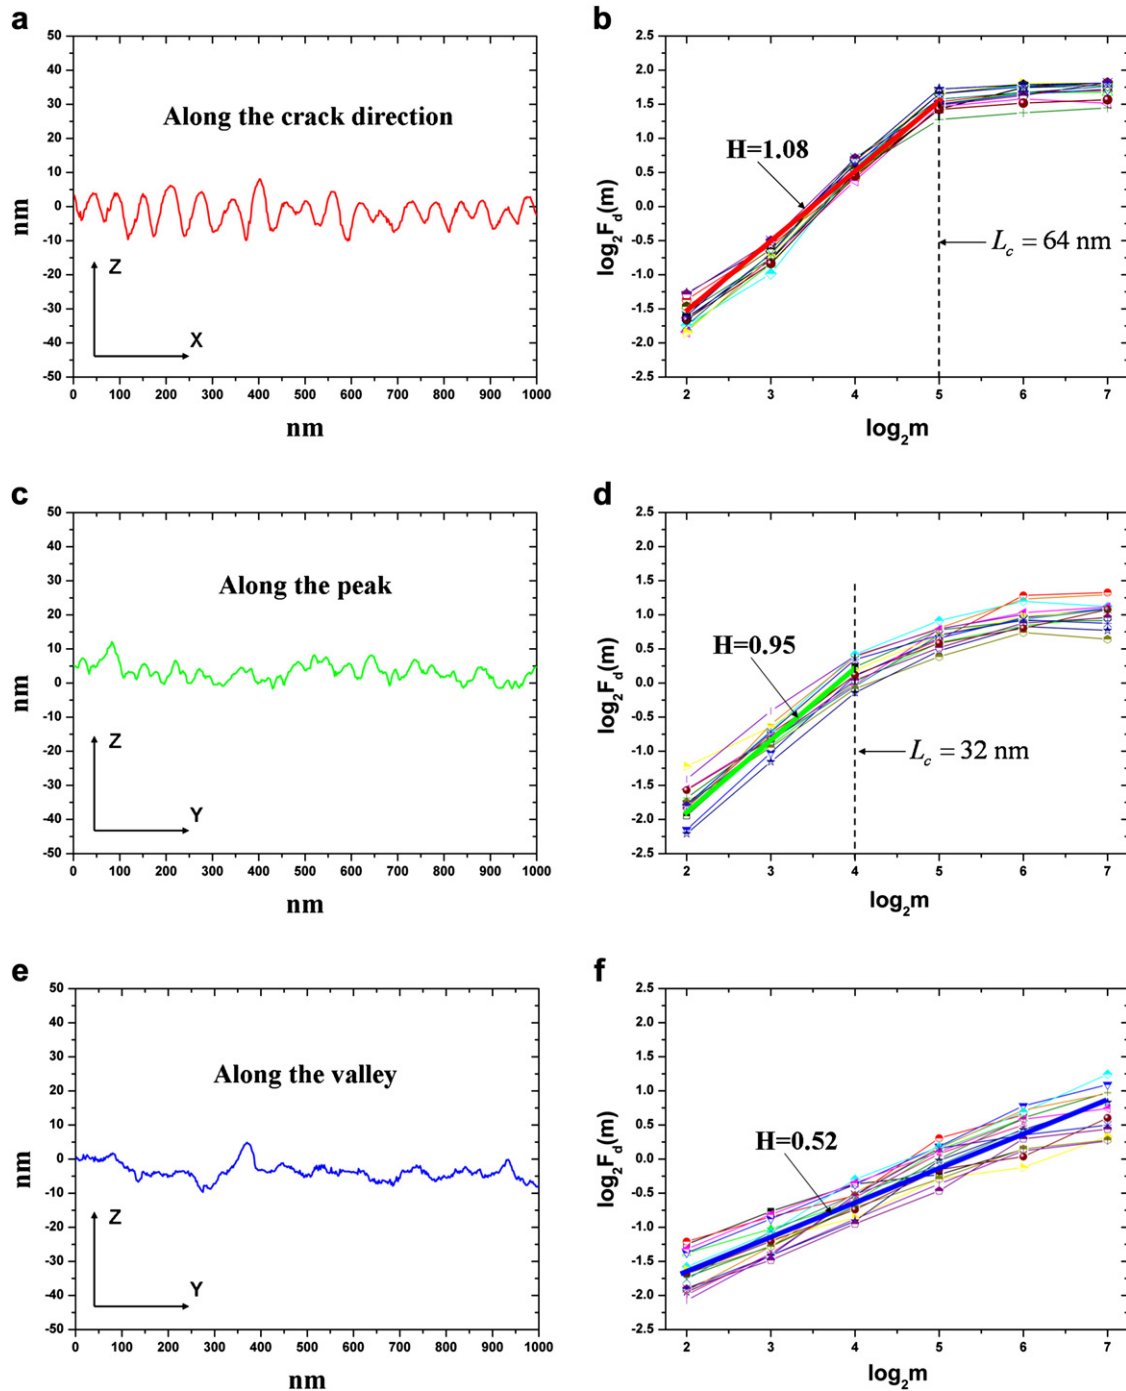 a
50
40
30
20
10
0
-10
-20
-30
-40
-50
nm
Along the crack direction
Z
X
0 100 200 300 400 500 600 700 800 900 1000
nm
b
2.5
2.0
1.5
1.0
0.5
0.0
-0.5
-1.0
-1.5
-2.0
-2.5
log₂F_d(m)
H=1.08
L_c = 64 nm
2 3 4 5 6 7
log₂m
c
50
40
30
20
10
0
-10
-20
-30
-40
-50
nm
Along the peak
Z
Y
0 100 200 300 400 500 600 700 800 900 1000
nm
d
2.5
2.0
1.5
1.0
0.5
0.0
-0.5
-1.0
-1.5
-2.0
-2.5
log₂F_d(m)
H=0.95
L_c = 32 nm
2 3 4 5 6 7
log₂m
e
50
40
30
20
10
0
-10
-20
-30
-40
-50
nm
Along the valley
Z
Y
0 100 200 300 400 500 600 700 800 900 1000
nm
f
2.5
2.0
1.5
1.0
0.5
0.0
-0.5
-1.0
-1.5
-2.0
-2.5
log₂F_d(m)
H=0.52
2 3 4 5 6 7
log₂m